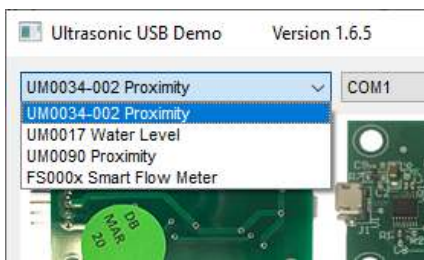 Ultrasonic USB Demo Version 1.6.5
UM0034-002 Proximity COM1
UM0034-002 Proximity
UM0017 Water Level
UM0090 Proximity
FS000x Smart Flow Meter
DB
MAR
20
J1